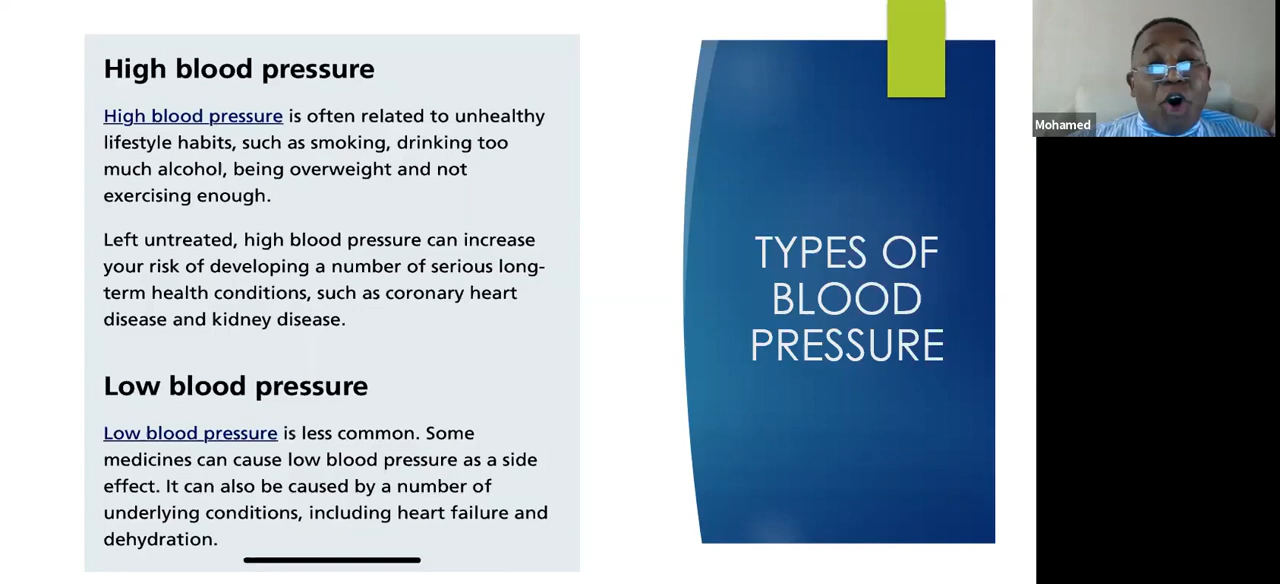 High blood pressure
High blood pressure is often related to unhealthy
lifestyle habits, such as smoking, drinking too
much alcohol, being overweight and not
exercising enough.
Left untreated, high blood pressure can increase
your risk of developing a number of serious long-
term health conditions, such as coronary heart
disease and kidney disease.
Low blood pressure
Low blood pressure is less common. Some
medicines can cause low blood pressure as a side
effect. It can also be caused by a number of
underlying conditions, including heart failure and
dehydration.
TYPES OF
BLOOD
PRESSURE
Mohamed